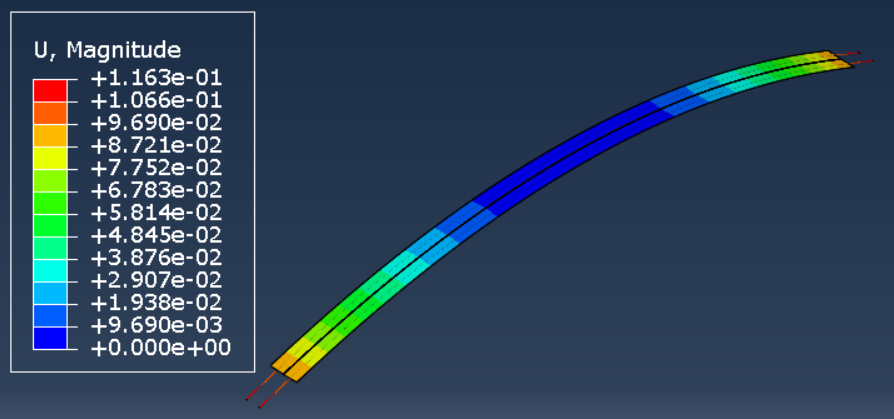 U, Magnitude
+1.163e-01
+1.066e-01
+9.690e-02
+8.721e-02
+7.752e-02
+6.783e-02
+5.814e-02
+4.845e-02
+3.876e-02
+2.907e-02
+1.938e-02
+9.690e-03
+0.000e+00